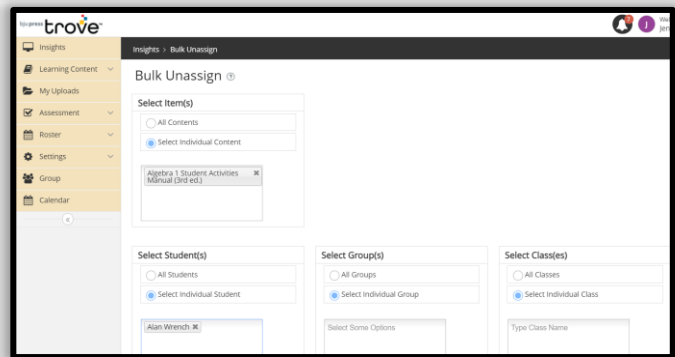 bjupress trove
7
J
Insights
Learning Content
My Uploads
Assessment
Roster
Settings
Group
Calendar
Insights > Bulk Unassign
Bulk Unassign
Select Item(s)
All Contents
Select Individual Content
Algebra 1 Student Activities
Manual (3rd ed.)
Select Student(s)
All Students
Select Individual Student
Alan Wrench
Select Group(s)
All Groups
Select Individual Group
Select Some Options
Select Class(es)
All Classes
Select Individual Class
Type Class Name